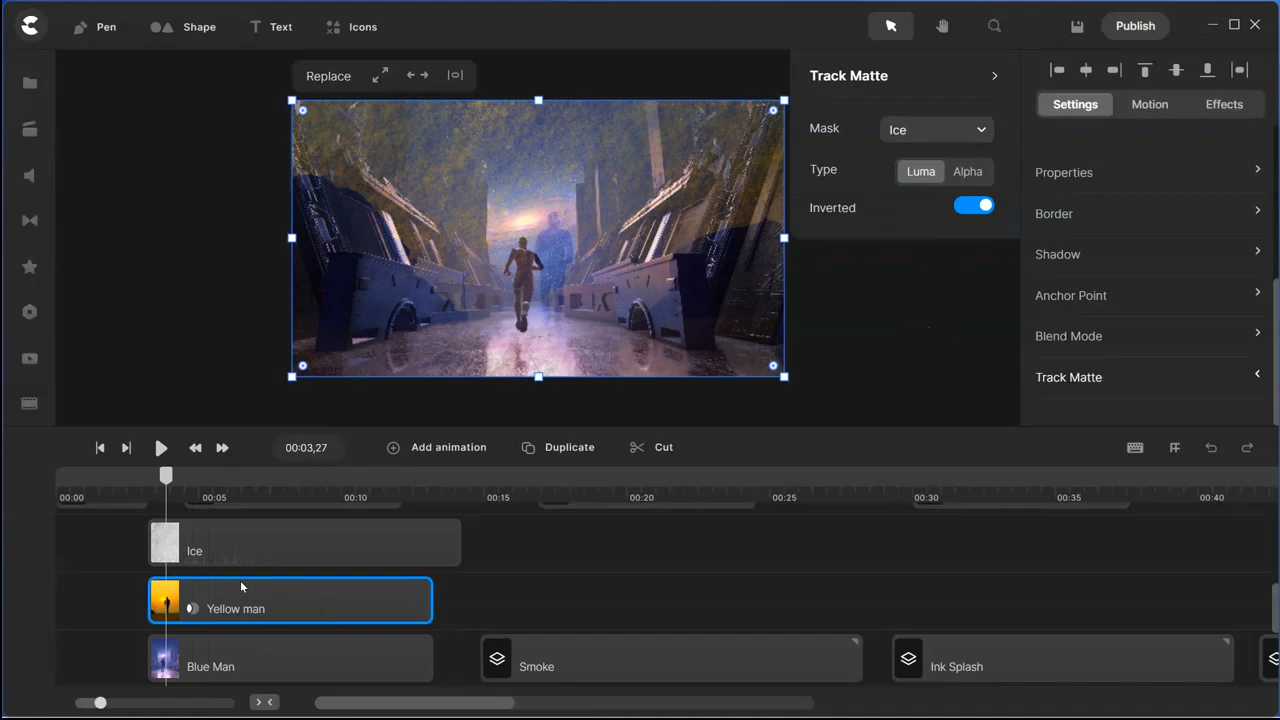 Pen Shape Text Icons Publish
Replace
Track Matte
Mask Ice
Type Luma Alpha
Inverted
Settings Motion Effects
Properties
Border
Shadow
Anchor Point
Blend Mode
Track Matte
00:03,27 Add animation Duplicate Cut
00:00 00:05 00:10 00:15 00:20 00:25 00:30 00:35 00:40
Ice
Yellow man
Blue Man Smoke Ink Splash